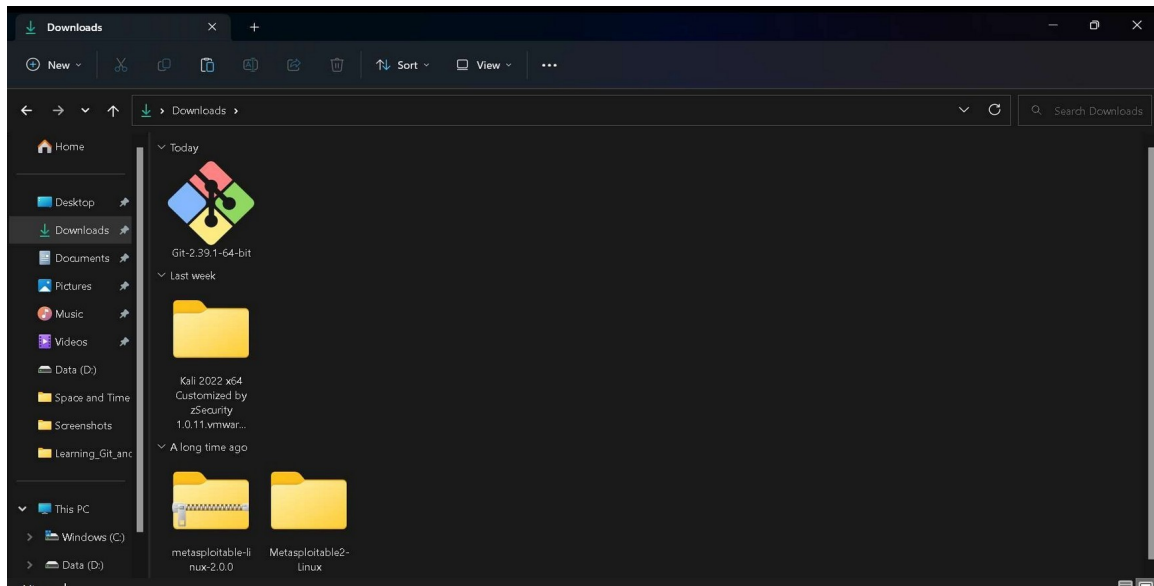 Downloads
New
Sort
View
Downloads
Search Downloads
Home
Desktop
Downloads
Documents
Pictures
Music
Videos
Data (D:)
Space and Time
Screenshots
Learning_Git_and
This PC
Windows (C:)
Data (D:)
Today
Git-2.39.1-64-bit
Last week
Kali 2022 x64
Customized by
zSecurity
1.0.11.vmwar...
A long time ago
metasploitable-li
nux-2.0.0
Metasploitable2-
Linux